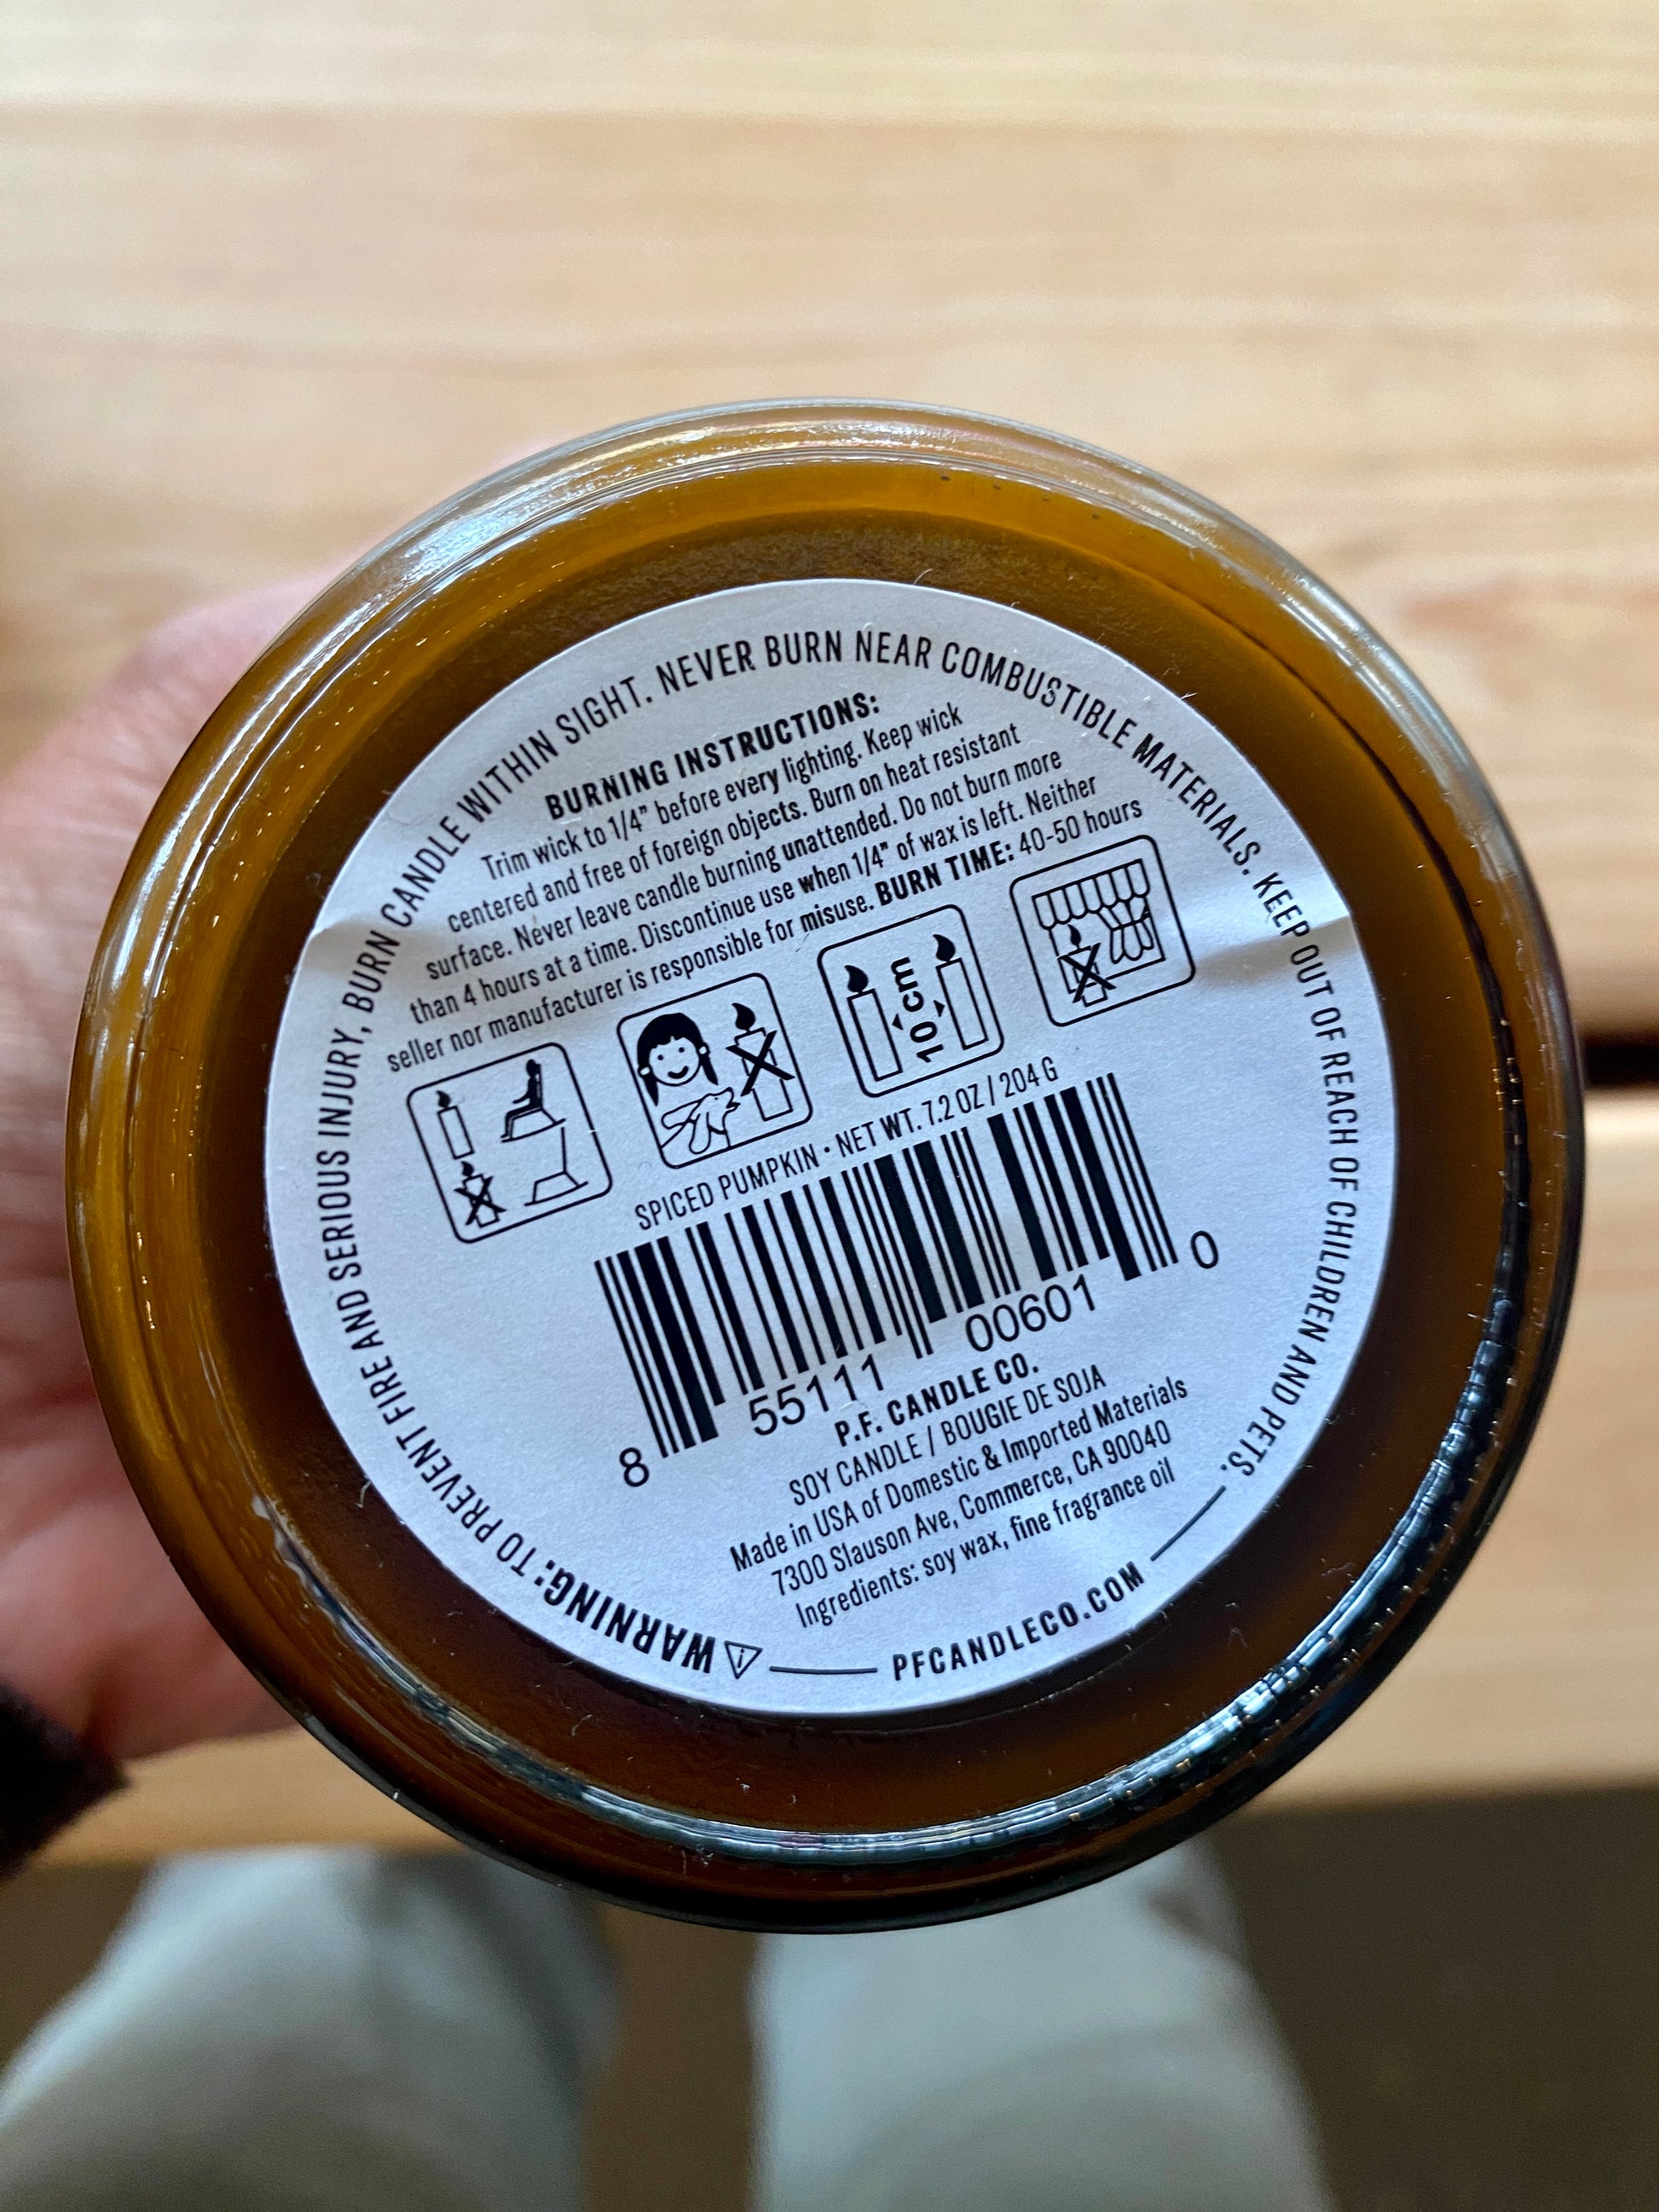 ⚠ WARNING: TO PREVENT FIRE AND SERIOUS INJURY, BURN CANDLE WITHIN SIGHT. NEVER BURN NEAR COMBUSTIBLE MATERIALS. KEEP OUT OF REACH OF CHILDREN AND PETS.
BURNING INSTRUCTIONS:
Trim wick to 1/4” before every lighting. Keep wick
centered and free of foreign objects. Burn on heat resistant
surface. Never leave candle burning unattended. Do not burn more
than 4 hours at a time. Discontinue use when 1/4” of wax is left. Neither
seller nor manufacturer is responsible for misuse. BURN TIME: 40-50 hours
10 cm
SPICED PUMPKIN • NET WT. 7.2 OZ / 204 G
8 55111 00601 0
P.F. CANDLE CO.
SOY CANDLE / BOUGIE DE SOJA
Made in USA of Domestic & Imported Materials
7300 Slauson Ave, Commerce, CA 90040
Ingredients: soy wax, fine fragrance oil
PFCANDLECO.COM